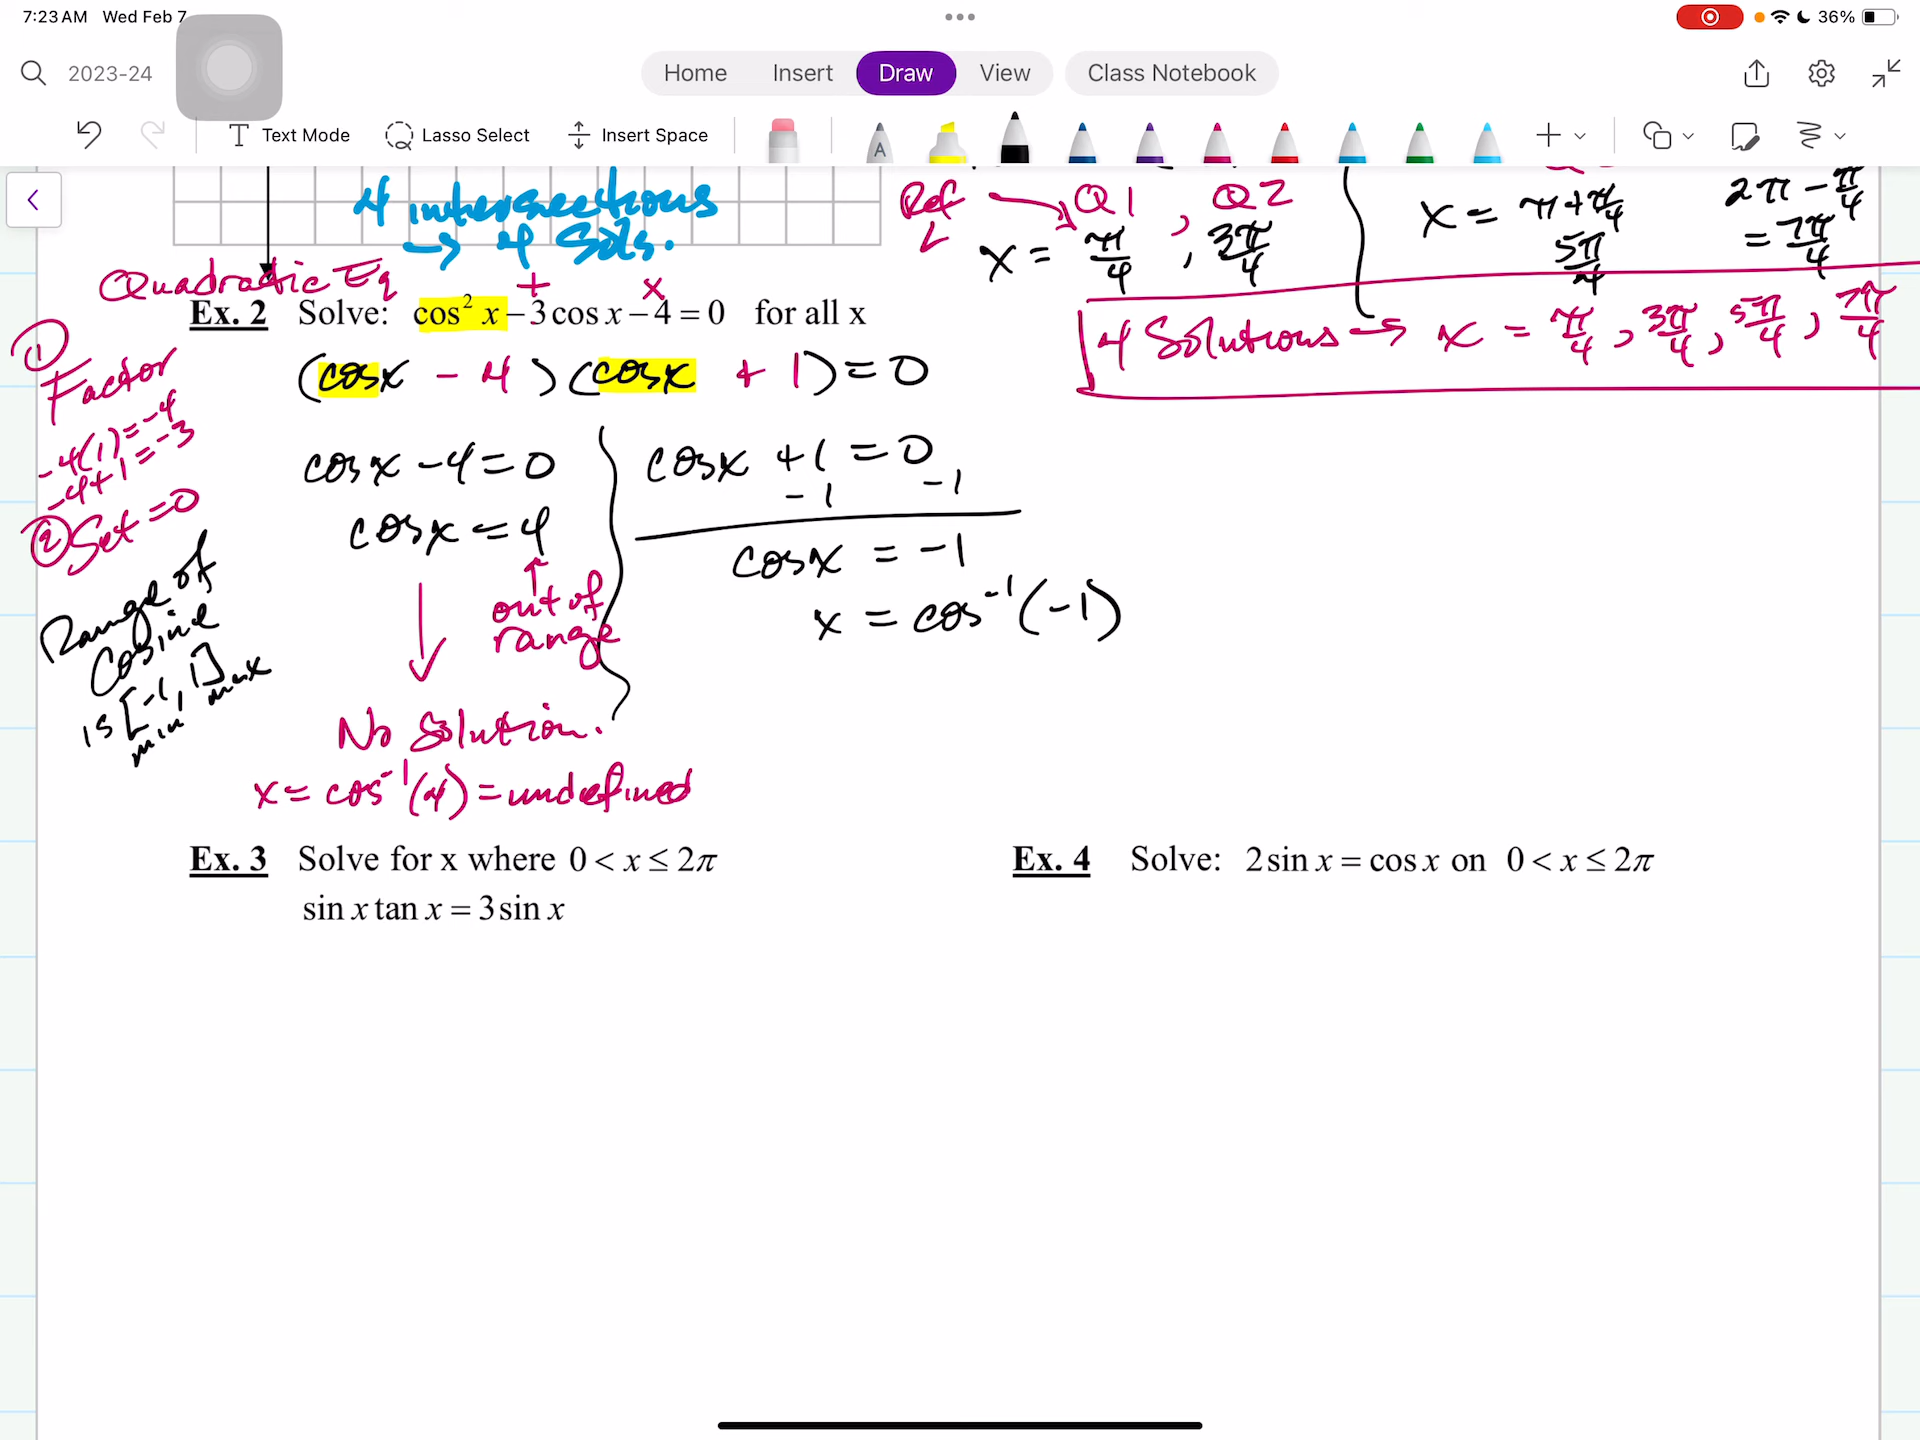 7:23 AM Wed Feb 7
36%
2023-24
Home Insert Draw View Class Notebook
Text Mode Lasso Select Insert Space
A
4 intersections
→ 4 Sols.
Ref ∠ → Q1 , Q2
x = π/4 , 3π/4
x = π + π/4
5π/4
2π − π/4
= 7π/4
4 Solutions → x = π/4, 3π/4, 5π/4, 7π/4
Quadratic Eq + x
Ex. 2 Solve: cos² x − 3 cos x − 4 = 0 for all x
① Factor
-4(1) = -4
-4+1 = -3
② Set = 0
(cosx − 4)(cosx + 1) = 0
cosx − 4 = 0
cosx = 4
↑
out of
range
↓
No Solution.
x = cos⁻¹(4) = undefined
cosx + 1 = 0
−1 −1
cosx = −1
x = cos⁻¹(−1)
Range of
Cosine
is [-1, 1]
min max
Ex. 3 Solve for x where 0 < x ≤ 2π
sin x tan x = 3 sin x
Ex. 4 Solve: 2 sin x = cos x on 0 < x ≤ 2π